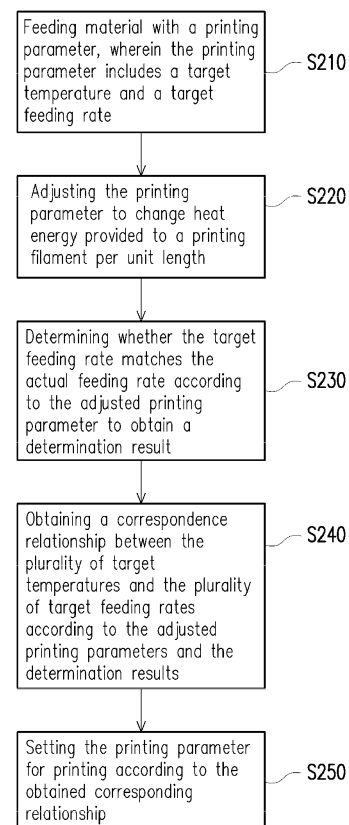 Feeding material with a printing
parameter, wherein the printing
parameter includes a target
temperature and a target
feeding rate
S210
Adjusting the printing
parameter to change heat
energy provided to a printing
filament per unit length
S220
Determining whether the target
feeding rate matches the
actual feeding rate according
to the adjusted printing
parameter to obtain a
determination result
S230
Obtaining a correspondence
relationship between the
plurality of target
temperatures and the plurality
of target feeding rates
according to the adjusted
printing parameters and the
determination results
S240
Setting the printing parameter
for printing according to the
obtained corresponding
relationship
S250